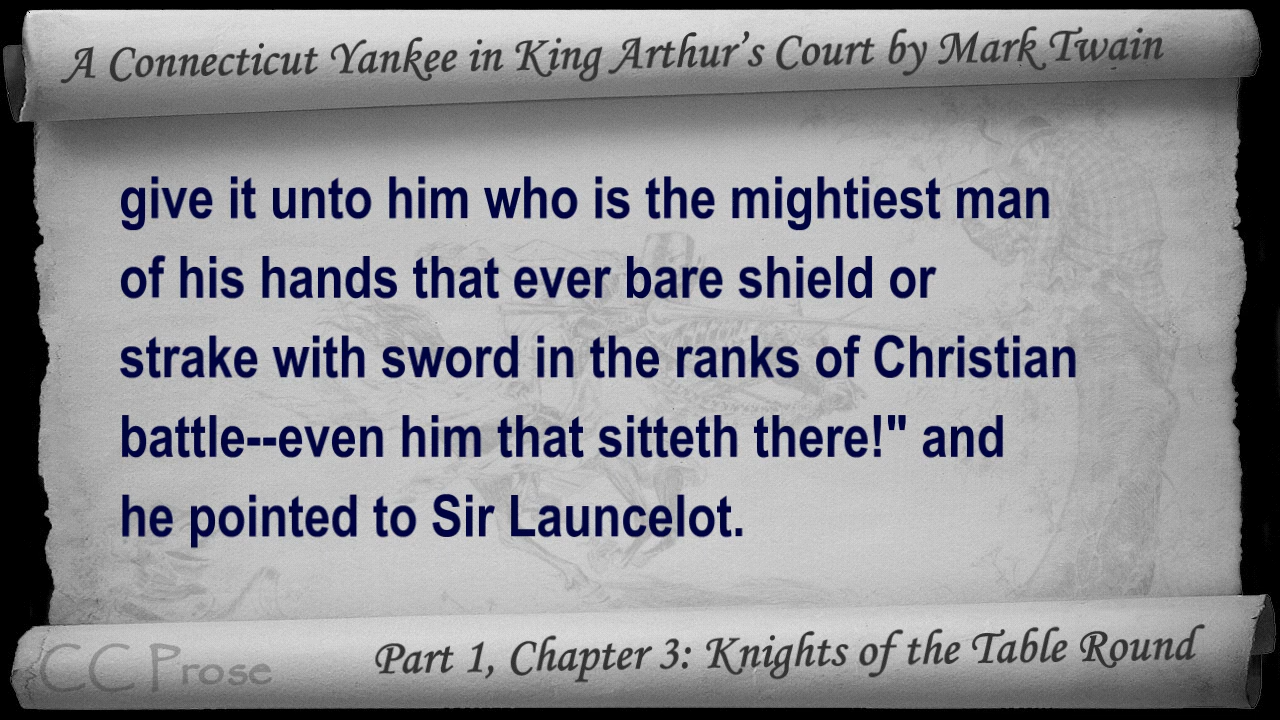 A Connecticut Yankee in King Arthur's Court by Mark Twain
give it unto him who is the mightiest man
of his hands that ever bare shield or
strake with sword in the ranks of Christian
battle--even him that sitteth there!" and
he pointed to Sir Launcelot.
CC Prose
Part 1, Chapter 3: Knights of the Table Round